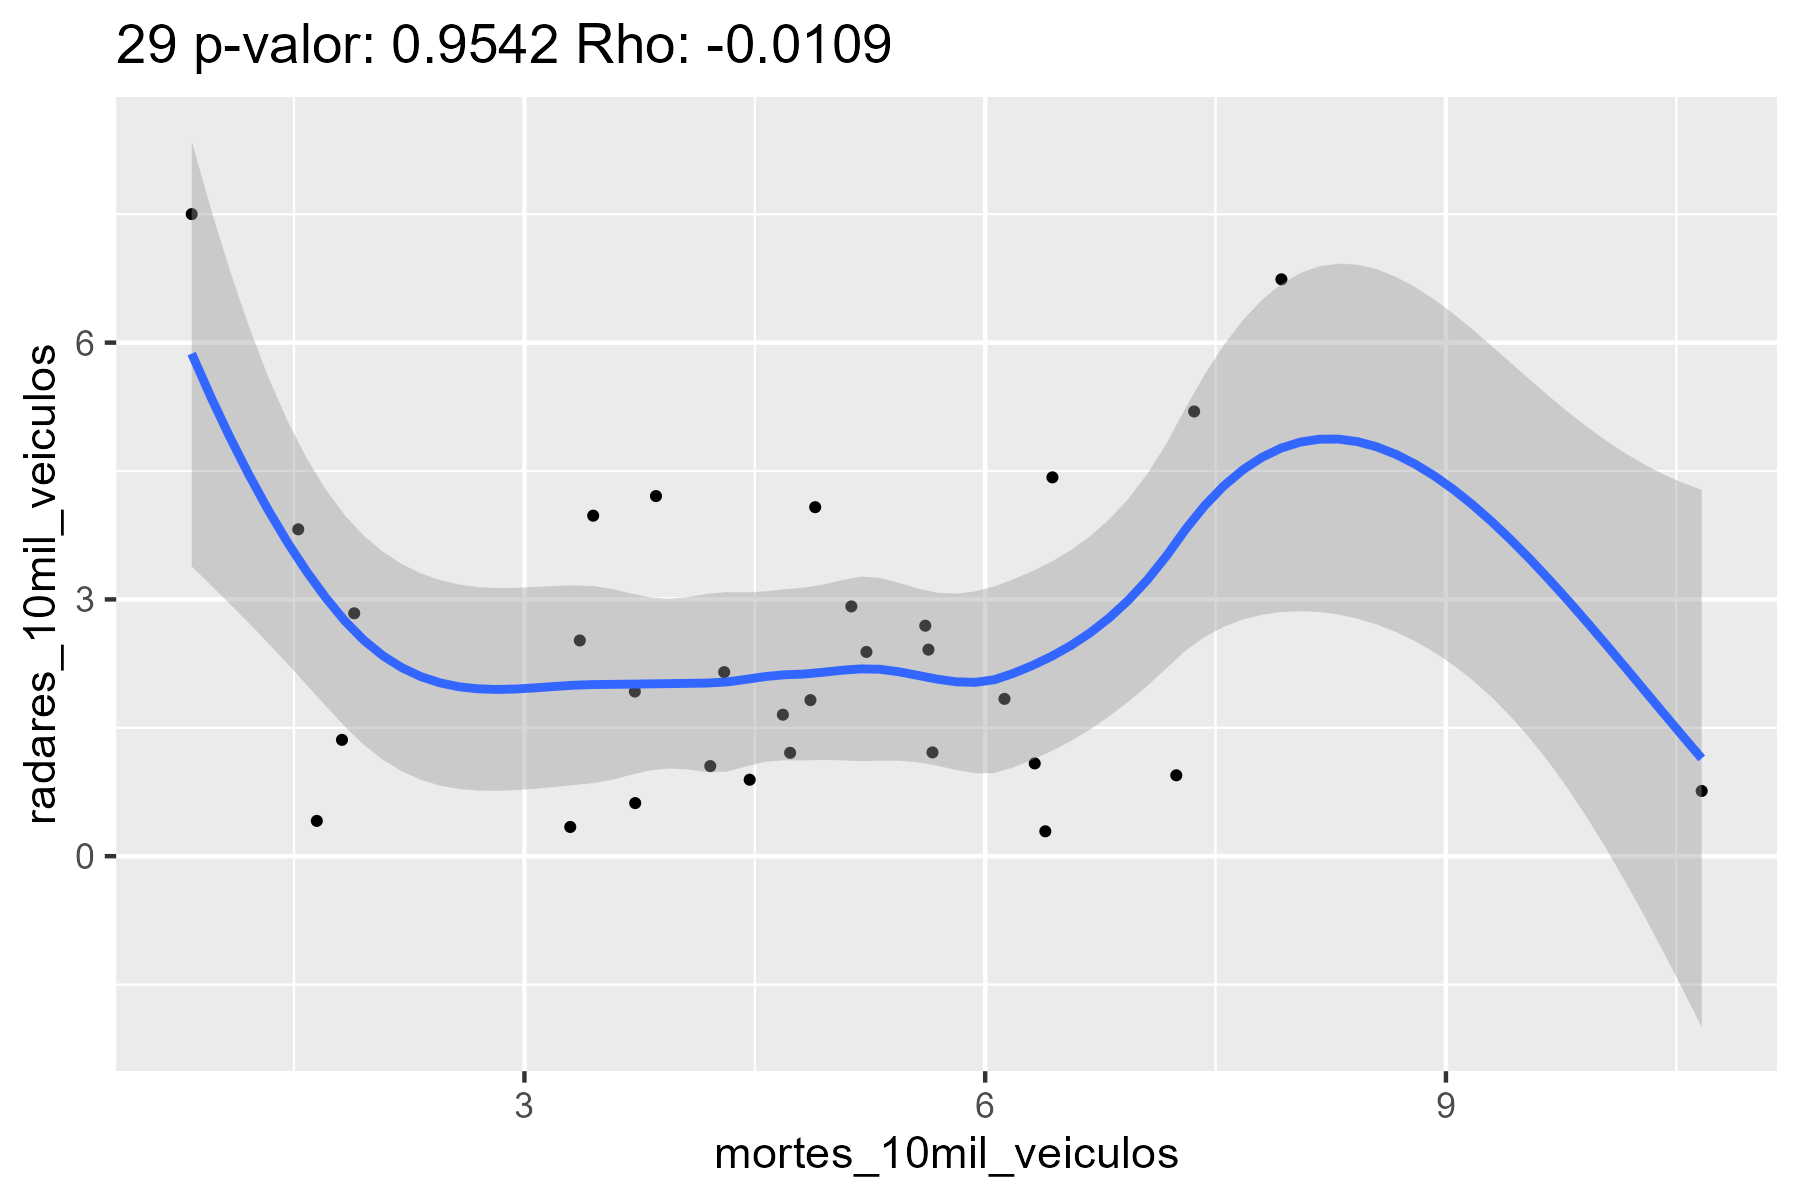 29 p-valor: 0.9542 Rho: -0.0109
radares_10mil_veiculos
6
3
0
3
6
9
mortes_10mil_veiculos